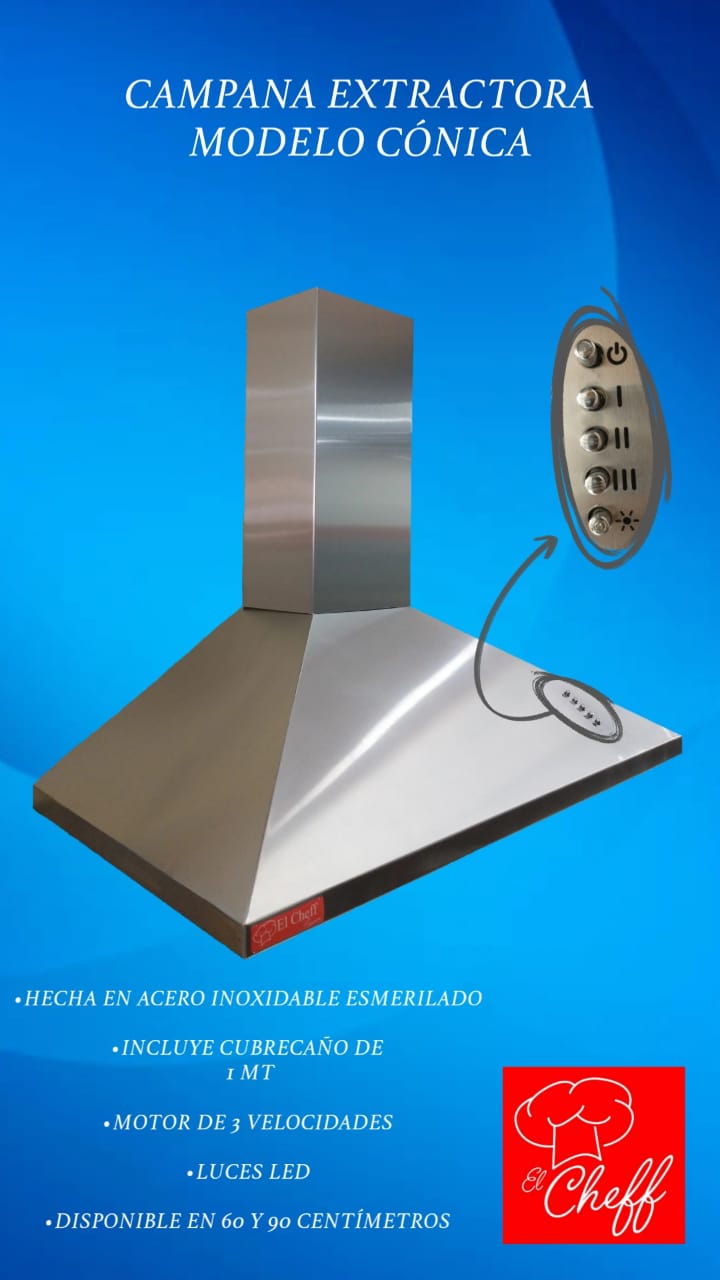 CAMPANA EXTRACTORA
MODELO CÓNICA
I
II
III
El Cheff
•HECHA EN ACERO INOXIDABLE ESMERILADO
•INCLUYE CUBRECAÑO DE
1 MT
•MOTOR DE 3 VELOCIDADES
•LUCES LED
•DISPONIBLE EN 60 Y 90 CENTÍMETROS
El
Cheff